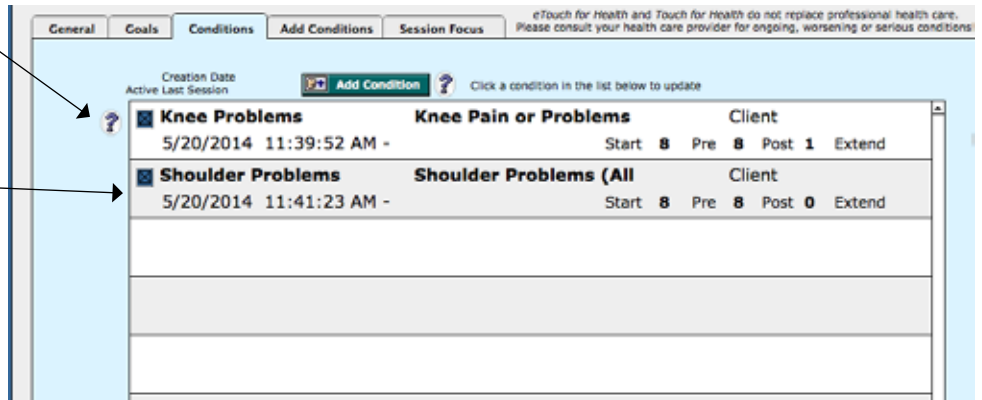 eTouch for Health and Touch for Health do not replace professional health care.
Please consult your health care provider for ongoing, worsening or serious conditions
General Goals Conditions Add Conditions Session Focus
Creation Date
Active Last Session Add Condition ? Click a condition in the list below to update
? Knee Problems Knee Pain or Problems Client
5/20/2014 11:39:52 AM - Start 8 Pre 8 Post 1 Extend
Shoulder Problems Shoulder Problems (All Client
5/20/2014 11:41:23 AM - Start 8 Pre 8 Post 0 Extend